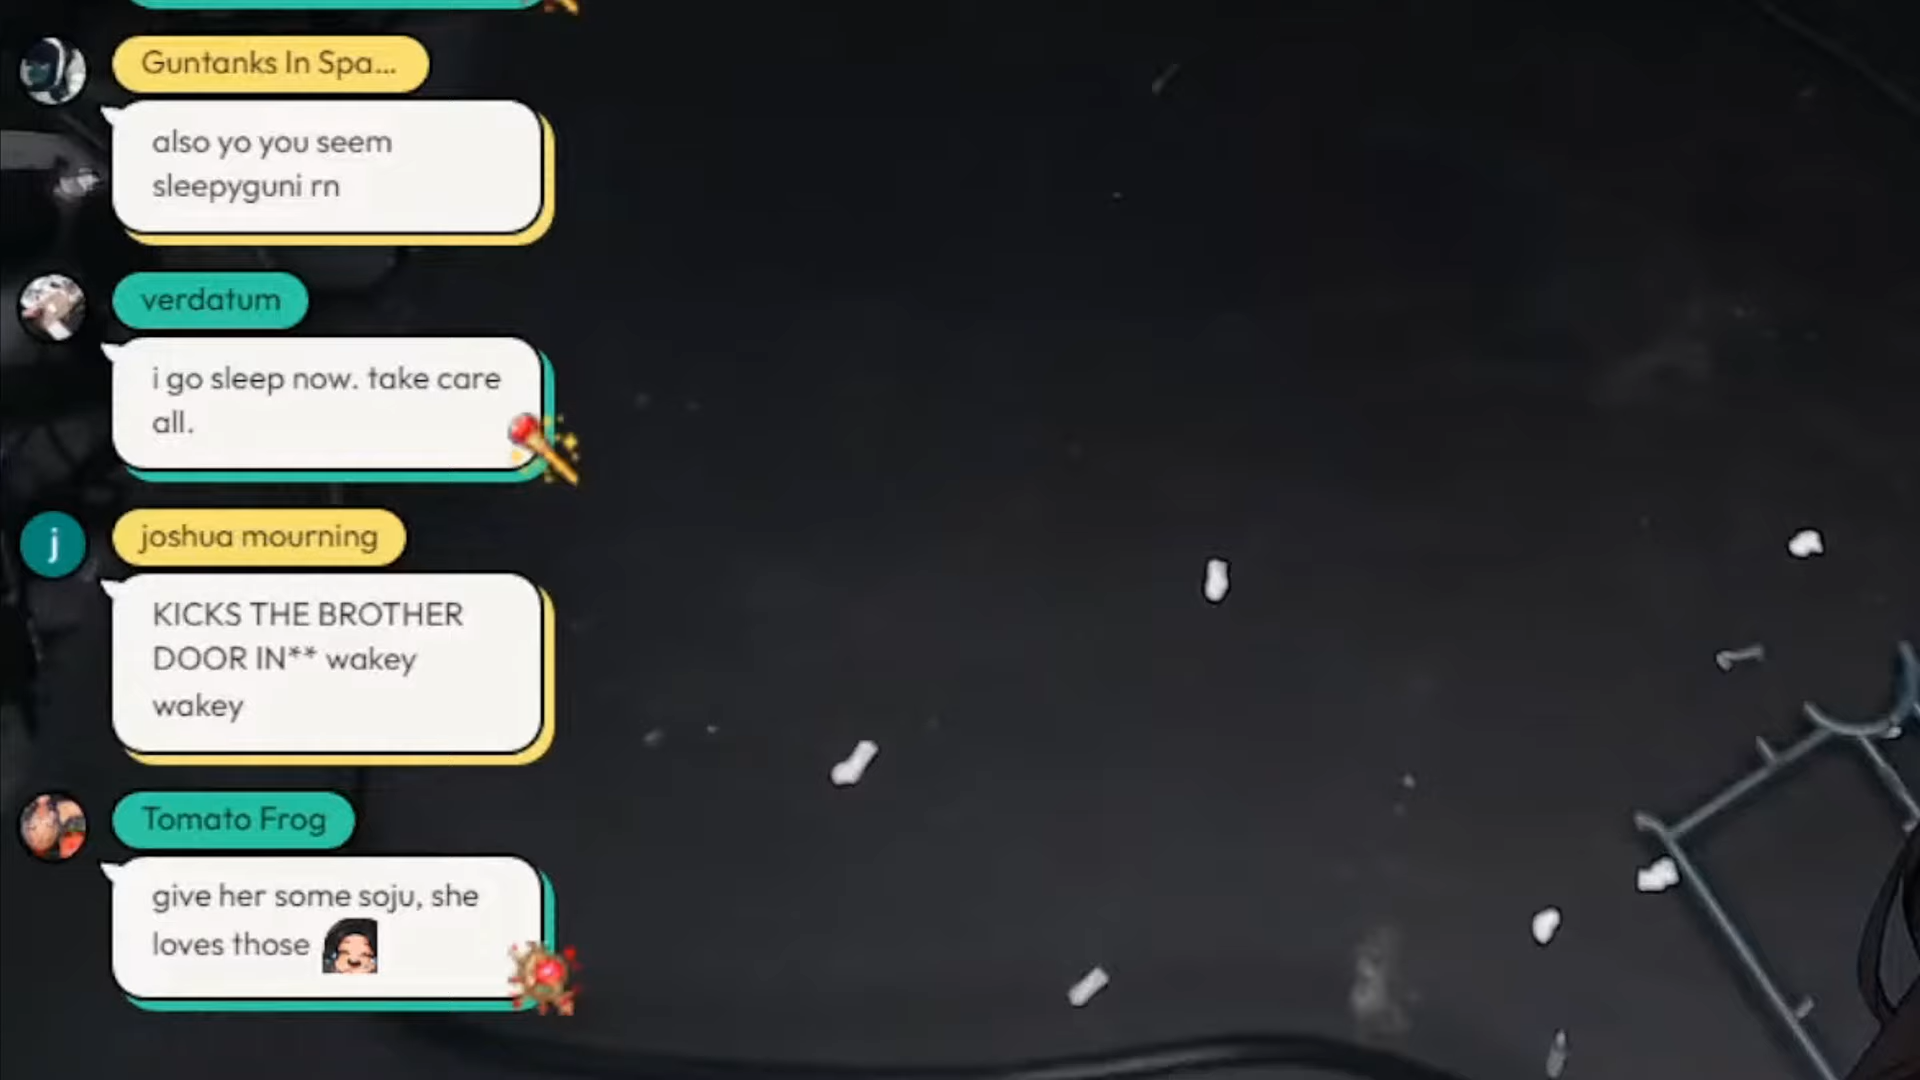 Guntanks In Spa...
also yo you seem
sleepyguni rn
verdatum
i go sleep now. take care
all.
j
joshua mourning
KICKS THE BROTHER
DOOR IN** wakey
wakey
Tomato Frog
give her some soju, she
loves those